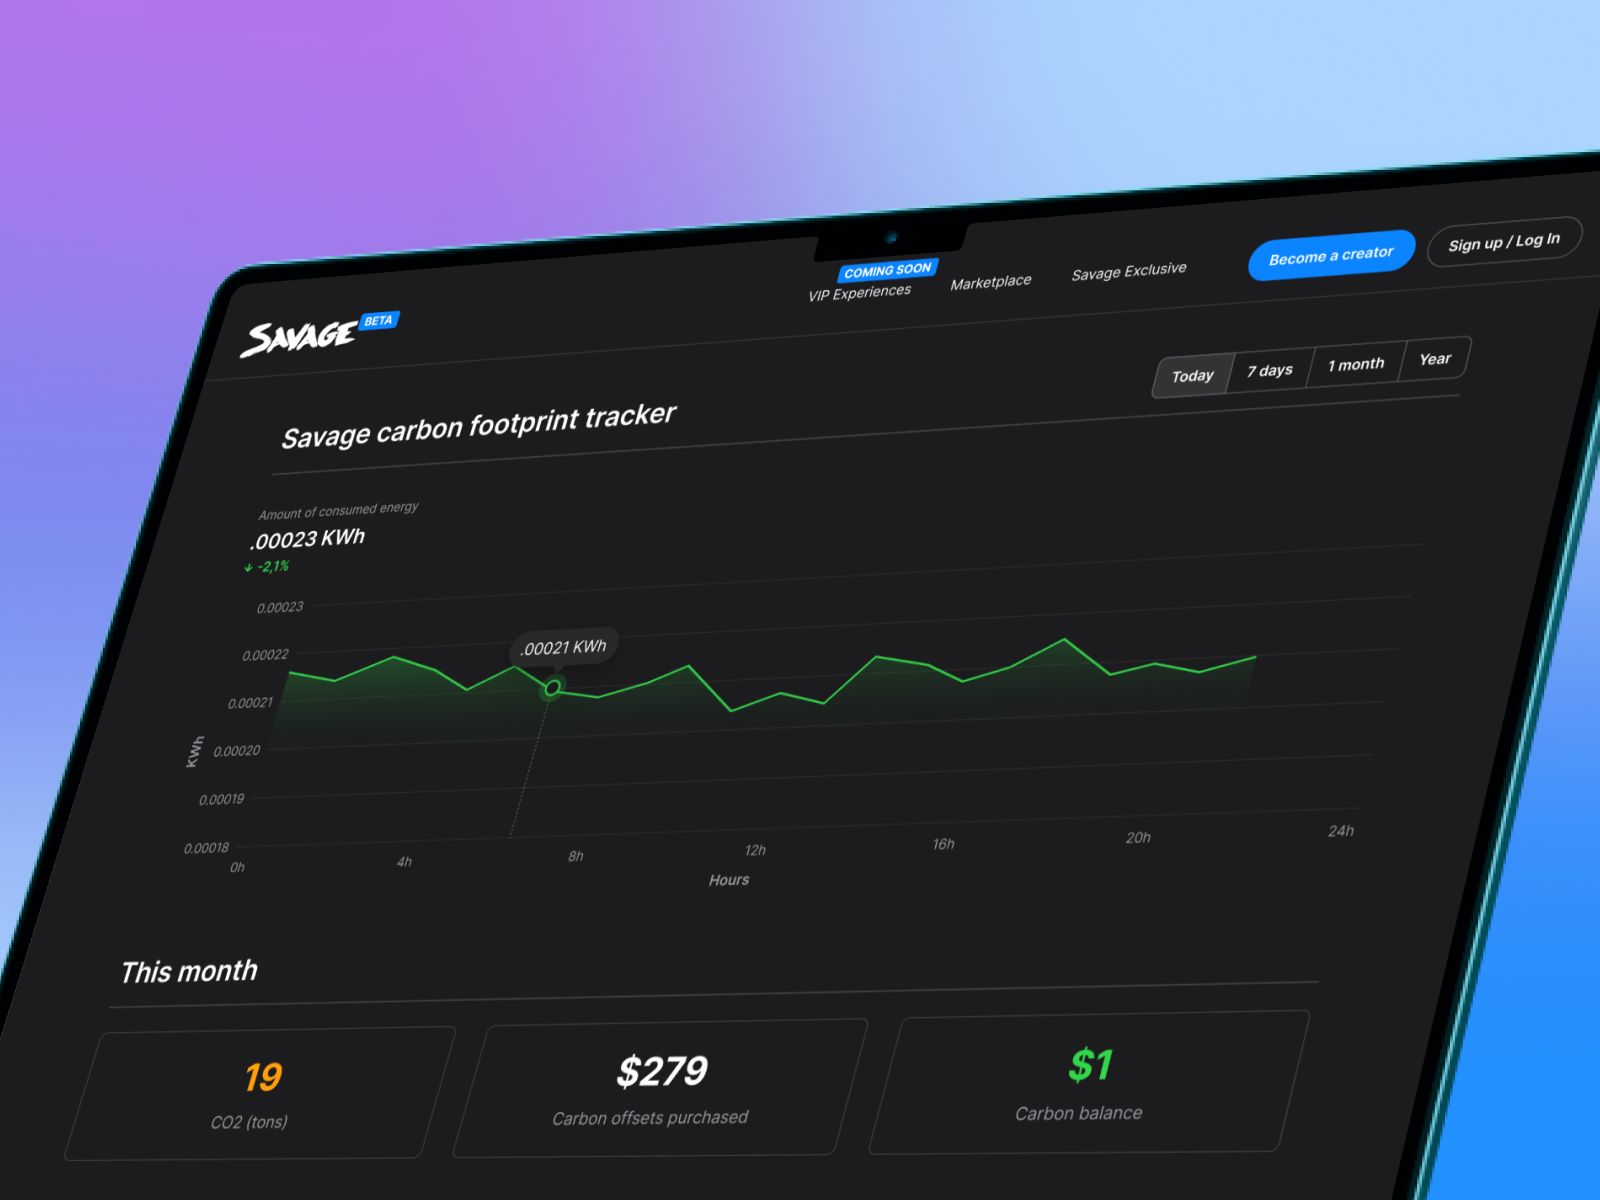 COMING SOON
VIP Experiences
Marketplace
Savage Exclusive
Become a creator
Sign up / Log In
SAVAGE
BETA
Today
7 days
1 month
Year
Savage carbon footprint tracker
Amount of consumed energy
.00023 KWh
↓ -2,1%
0.00023
0.00022
0.00021
0.00020
0.00019
0.00018
KWh
.00021 KWh
0h
4h
8h
12h
16h
20h
24h
Hours
This month
19
CO2 (tons)
$279
Carbon offsets purchased
$1
Carbon balance